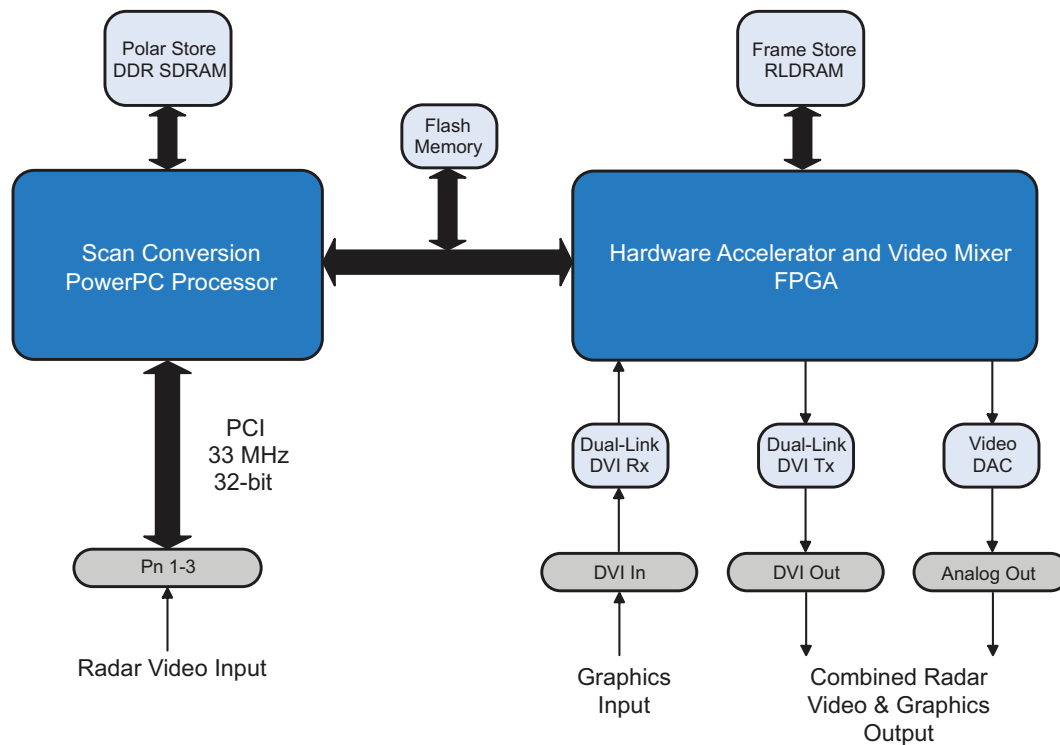 Polar Store
DDR SDRAM
Frame Store
RLDRAM
Flash
Memory
Scan Conversion
PowerPC Processor
Hardware Accelerator and Video Mixer
FPGA
PCI
33 MHz
32-bit
Dual-Link
DVI Rx
Dual-Link
DVI Tx
Video
DAC
Pn 1-3
DVI In
DVI Out
Analog Out
Radar Video Input
Graphics
Input
Combined Radar
Video & Graphics
Output